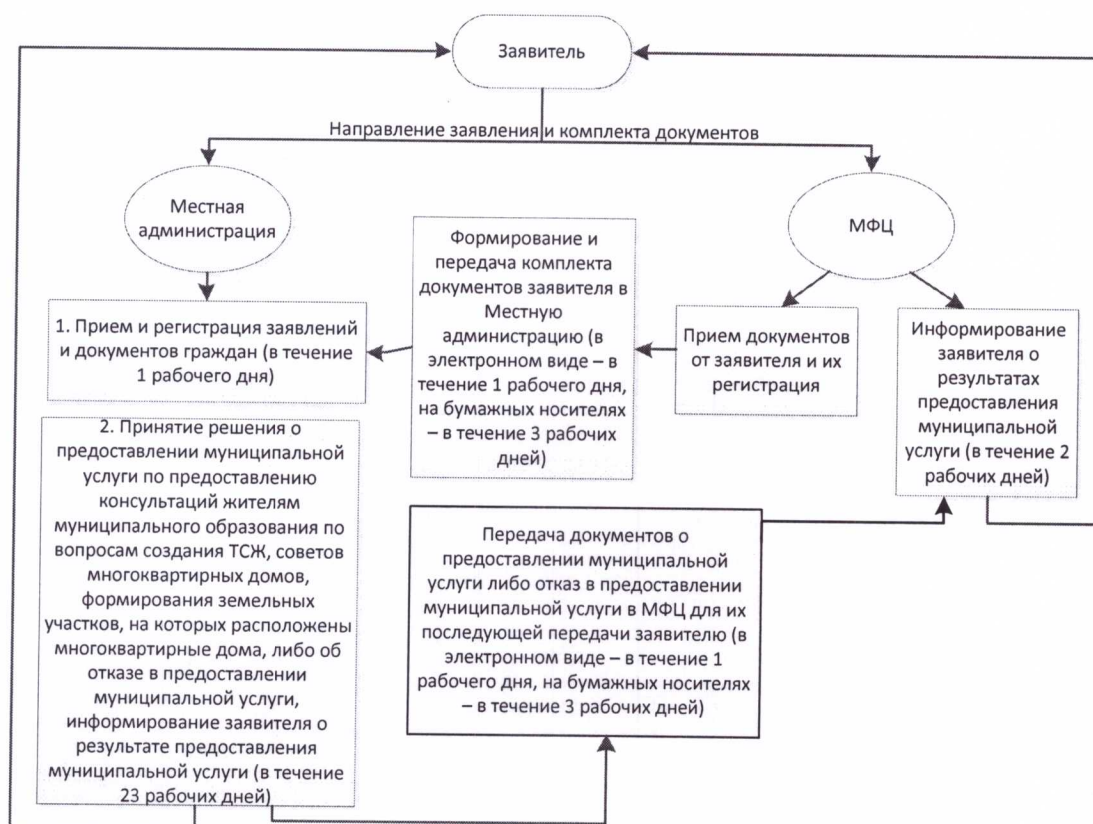 Заявитель
Направление заявления и комплекта документов
Местная
администрация
МФЦ
Формирование и
передача комплекта
документов заявителя в
Местную
администрацию (в
электронном виде – в
течение 1 рабочего дня,
на бумажных носителях
– в течение 3 рабочих
дней)
1. Прием и регистрация заявлений
и документов граждан (в течение
1 рабочего дня)
Прием документов
от заявителя и их
регистрация
Информирование
заявителя о
результатах
предоставления
муниципальной
услуги (в течение 2
рабочих дней)
2. Принятие решения о
предоставлении муниципальной
услуги по предоставлению
консультаций жителям
муниципального образования по
вопросам создания ТСЖ, советов
многоквартирных домов,
формирования земельных
участков, на которых расположены
многоквартирные дома, либо об
отказе в предоставлении
муниципальной услуги,
информирование заявителя о
результате предоставления
муниципальной услуги (в течение
23 рабочих дней)
Передача документов о
предоставлении муниципальной
услуги либо отказ в предоставлении
муниципальной услуги в МФЦ для их
последующей передачи заявителю (в
электронном виде – в течение 1
рабочего дня, на бумажных носителях
– в течение 3 рабочих дней)